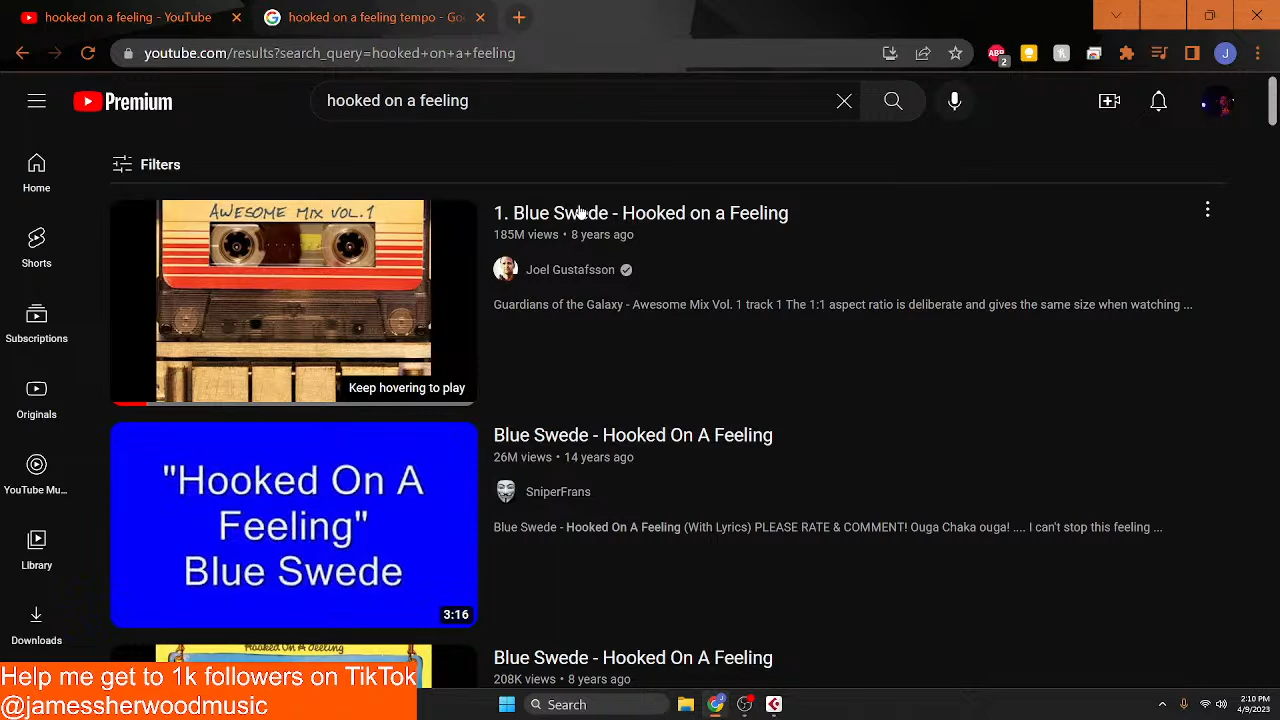 hooked on a feeling - YouTube
hooked on a feeling tempo - Goo
youtube.com/results?search_query=hooked+on+a+feeling
ABP
2
J
Premium
hooked on a feeling
Filters
Home
Shorts
Subscriptions
Originals
YouTube Mu...
Library
Downloads
AWESOME MIX VOL.1
Keep hovering to play
1. Blue Swede - Hooked on a Feeling
185M views • 8 years ago
Joel Gustafsson
Guardians of the Galaxy - Awesome Mix Vol. 1 track 1 The 1:1 aspect ratio is deliberate and gives the same size when watching ...
"Hooked On A
Feeling"
Blue Swede
3:16
Blue Swede - Hooked On A Feeling
26M views • 14 years ago
SniperFrans
Blue Swede - Hooked On A Feeling (With Lyrics) PLEASE RATE & COMMENT! Ouga Chaka ouga! .... I can't stop this feeling ...
Hooked On A Feeling
Blue Swede - Hooked On A Feeling
208K views • 8 years ago
Help me get to 1k followers on TikTok
@jamessherwoodmusic
Search
2:10 PM
4/9/2023